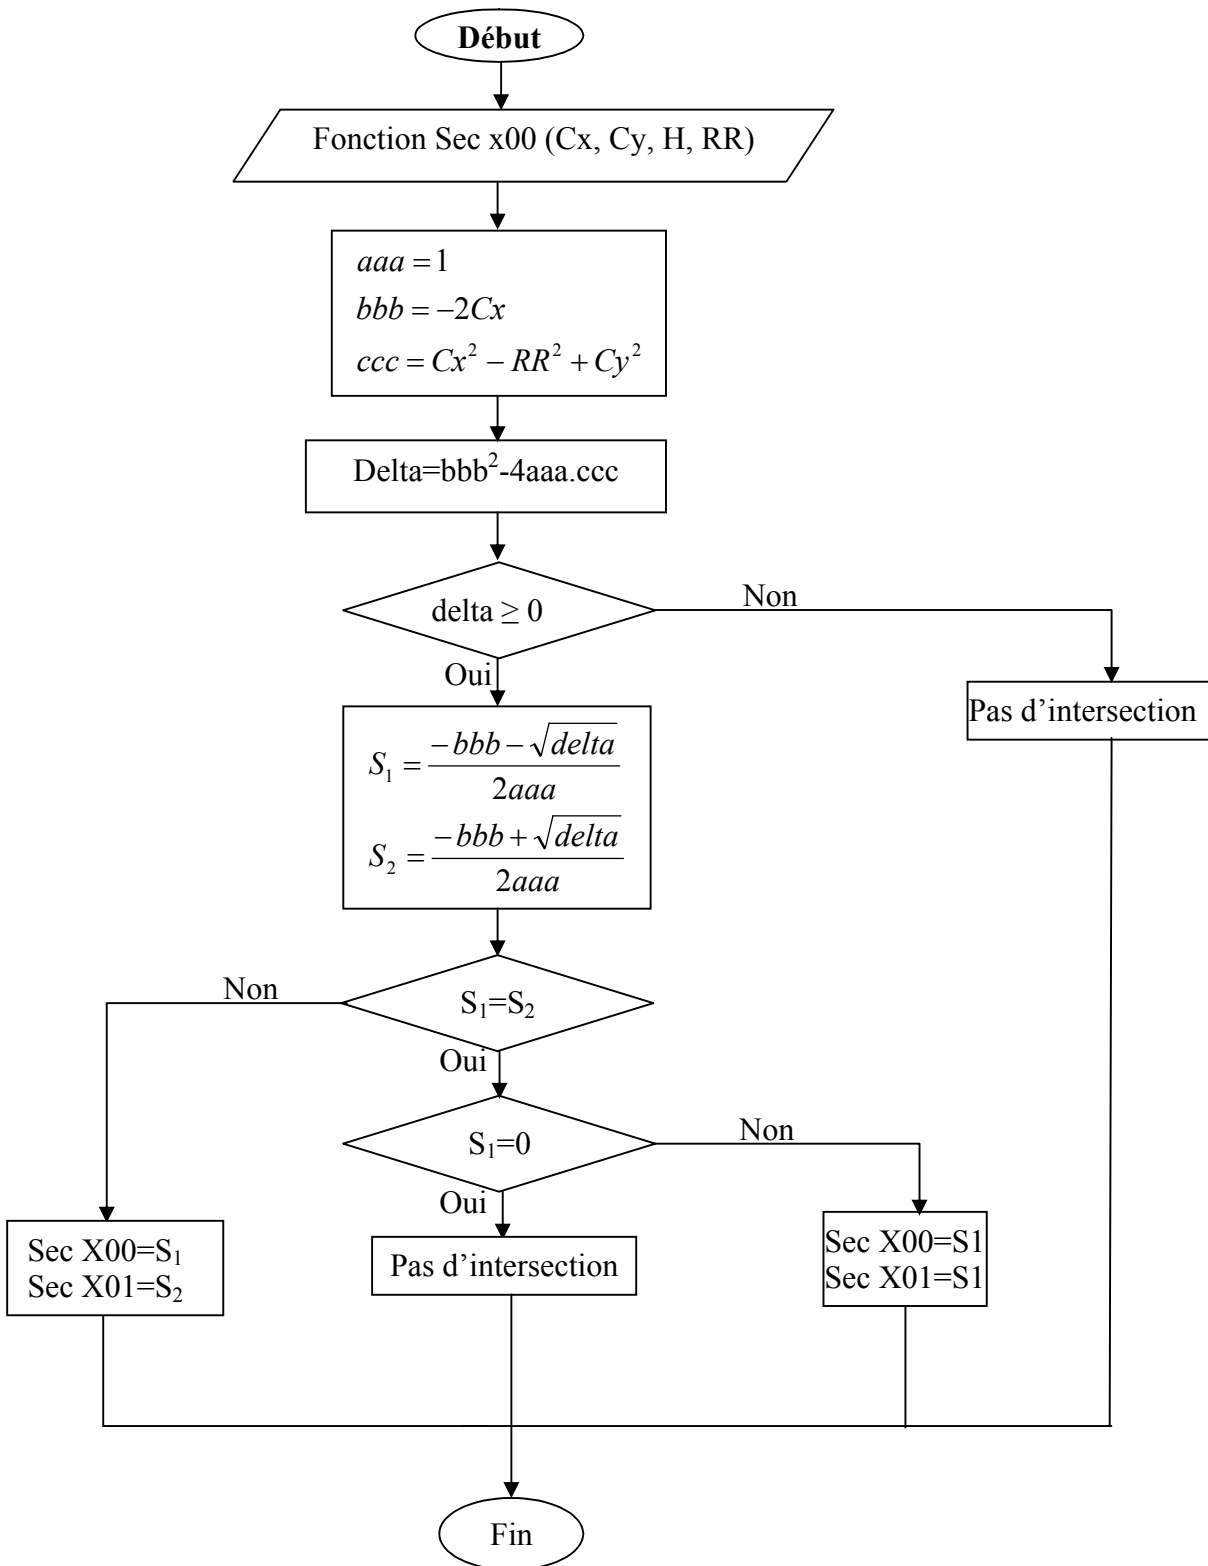 Début
Fonction Sec x00 (Cx, Cy, H, RR)
aaa = 1
bbb = −2Cx
ccc = Cx² − RR² + Cy²
Delta=bbb²-4aaa.ccc
delta ≥ 0
Non
Oui
Pas d’intersection
S₁ = (−bbb − √delta) / 2aaa
S₂ = (−bbb + √delta) / 2aaa
Non
S₁=S₂
Oui
S₁=0
Non
Oui
Sec X00=S₁
Sec X01=S₂
Pas d’intersection
Sec X00=S1
Sec X01=S1
Fin